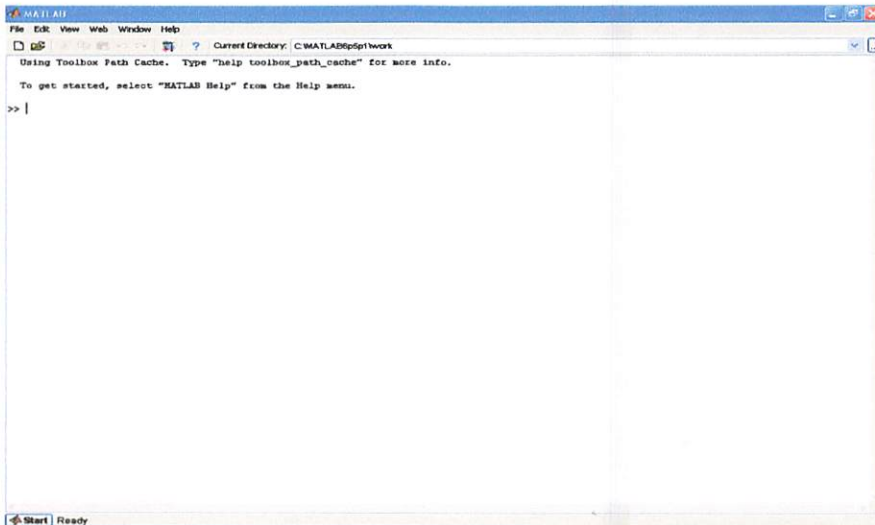 MATLAB
File Edit View Web Window Help
? Current Directory: C:\MATLAB6p5p1\work
Using Toolbox Path Cache. Type "help toolbox_path_cache" for more info.
To get started, select "MATLAB Help" from the Help menu.
>>
Start Ready